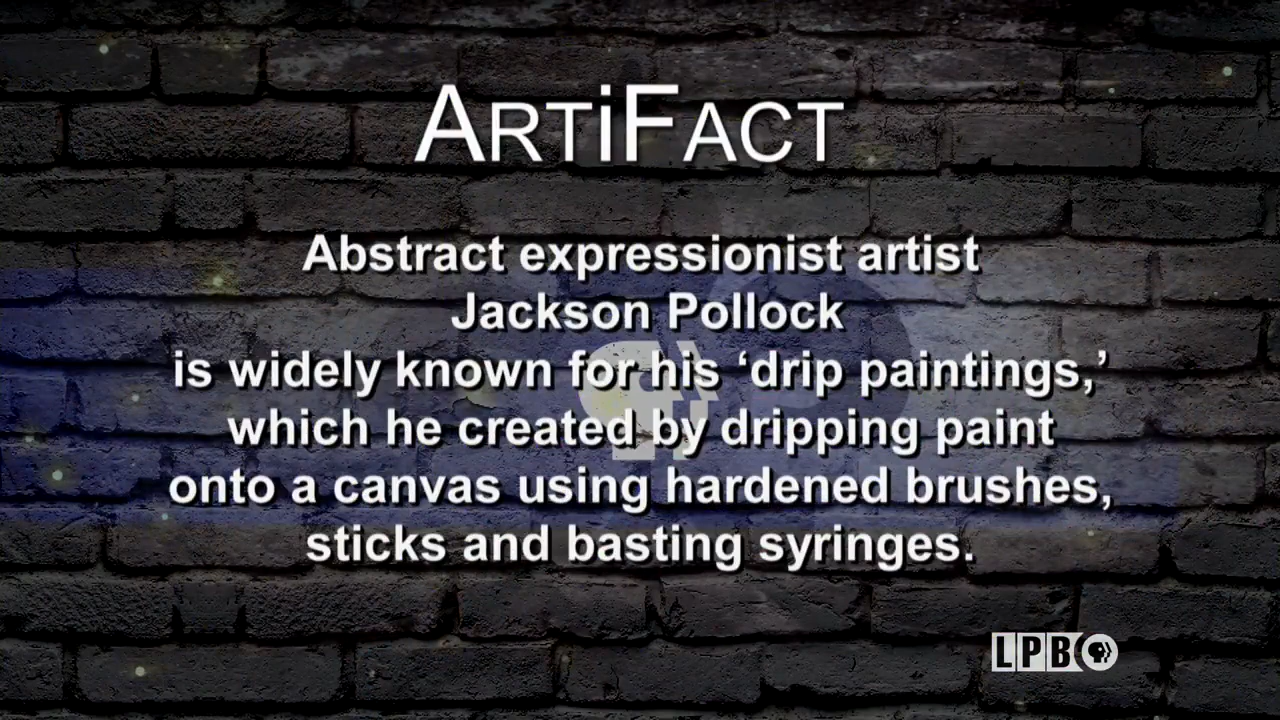 ArtiFact
Abstract expressionist artist
Jackson Pollock
is widely known for his ‘drip paintings,’
which he created by dripping paint
onto a canvas using hardened brushes,
sticks and basting syringes.
LPB